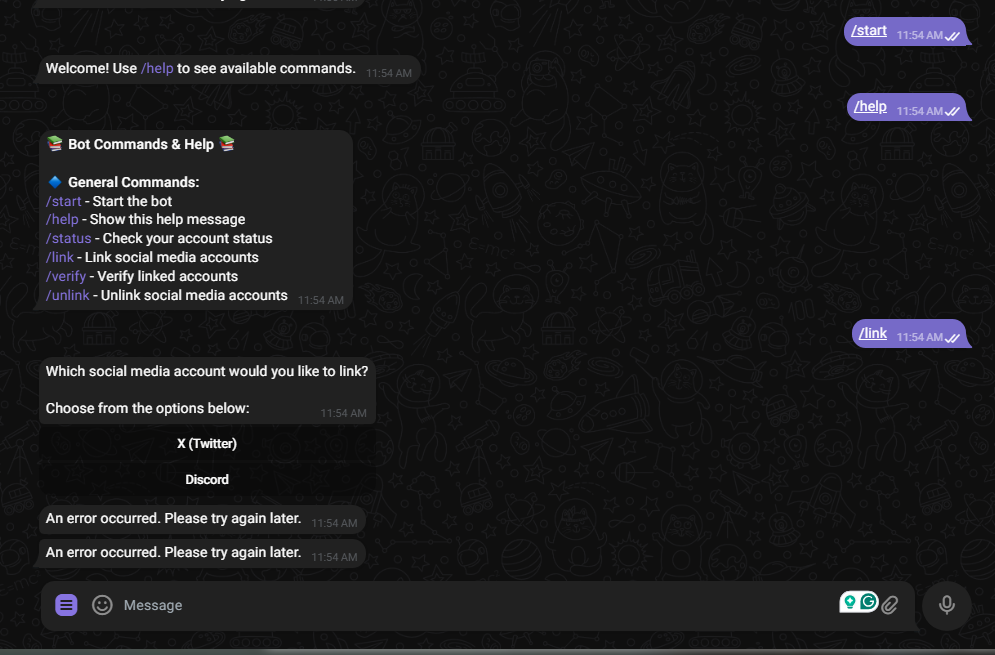 /start 11:54 AM
Welcome! Use /help to see available commands. 11:54 AM
/help 11:54 AM
📚 Bot Commands & Help 📚
🔹 General Commands:
/start - Start the bot
/help - Show this help message
/status - Check your account status
/link - Link social media accounts
/verify - Verify linked accounts
/unlink - Unlink social media accounts 11:54 AM
/link 11:54 AM
Which social media account would you like to link?
Choose from the options below: 11:54 AM
X (Twitter)
Discord
An error occurred. Please try again later. 11:54 AM
An error occurred. Please try again later. 11:54 AM
Message